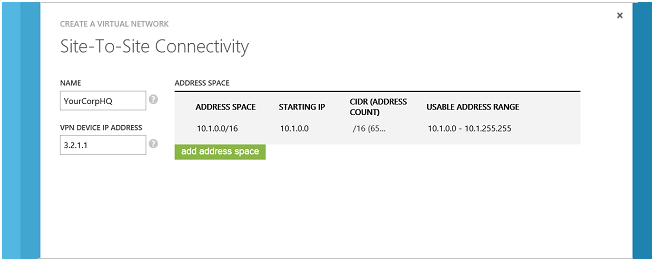 CREATE A VIRTUAL NETWORK
Site-To-Site Connectivity
NAME
YourCorpHQ
VPN DEVICE IP ADDRESS
3.2.1.1
ADDRESS SPACE
ADDRESS SPACE STARTING IP CIDR (ADDRESS COUNT) USABLE ADDRESS RANGE
10.1.0.0/16 10.1.0.0 /16 (65... 10.1.0.0 - 10.1.255.255
add address space